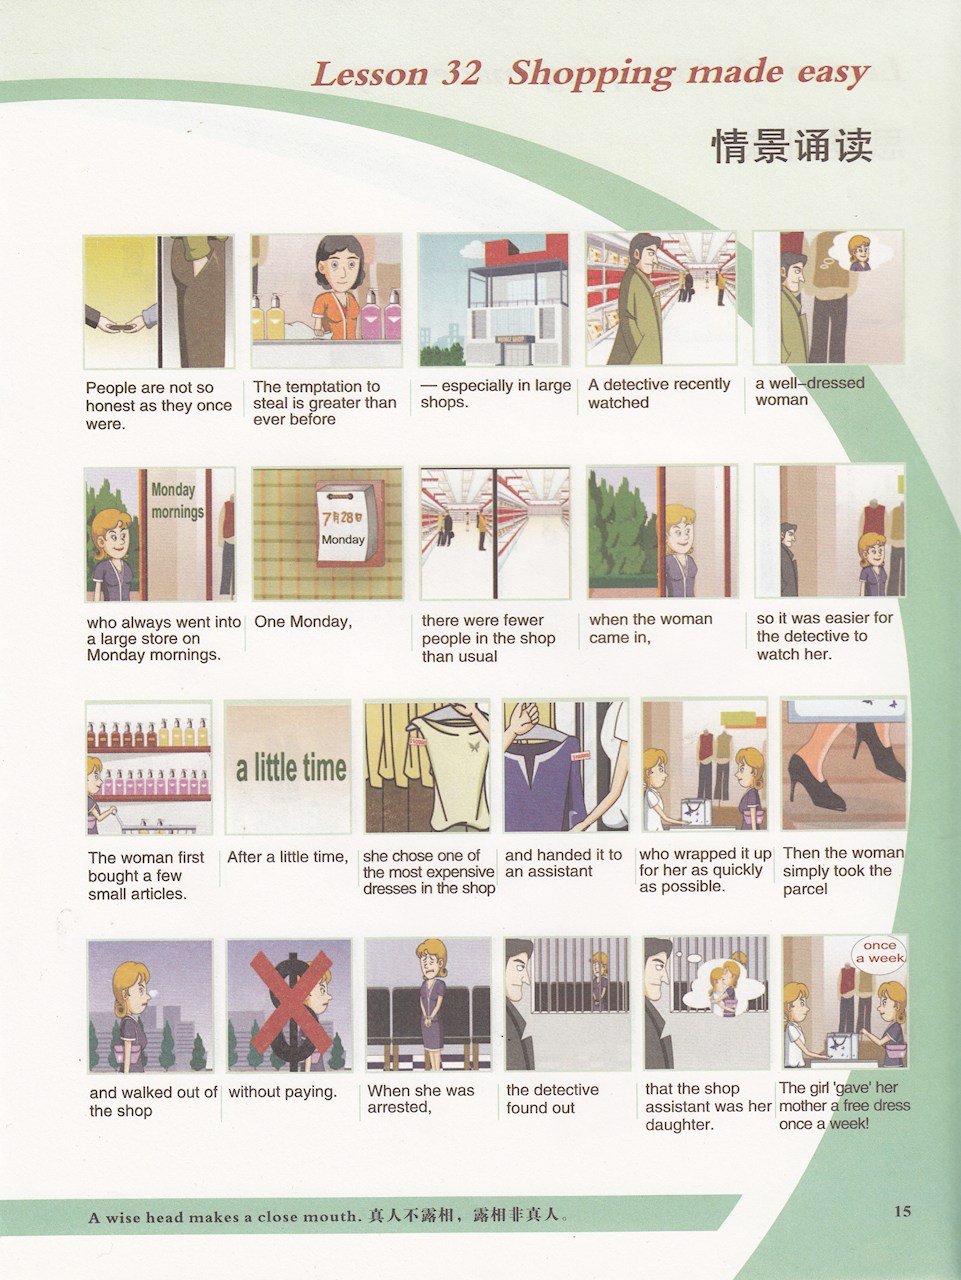 Lesson 32 Shopping made easy
情景诵读
People are not so
honest as they once
were.
The temptation to
steal is greater than
ever before
— especially in large
shops.
A detective recently
watched
a well–dressed
woman
Monday
mornings
7月28日
Monday
who always went into
a large store on
Monday mornings.
One Monday,
there were fewer
people in the shop
than usual
when the woman
came in,
so it was easier for
the detective to
watch her.
a little time
The woman first
bought a few
small articles.
After a little time,
she chose one of
the most expensive
dresses in the shop
and handed it to
an assistant
who wrapped it up
for her as quickly
as possible.
Then the woman
simply took the
parcel
once
a week
and walked out of
the shop
without paying.
When she was
arrested,
the detective
found out
that the shop
assistant was her
daughter.
The girl 'gave' her
mother a free dress
once a week!
A wise head makes a close mouth. 真人不露相，露相非真人。
15